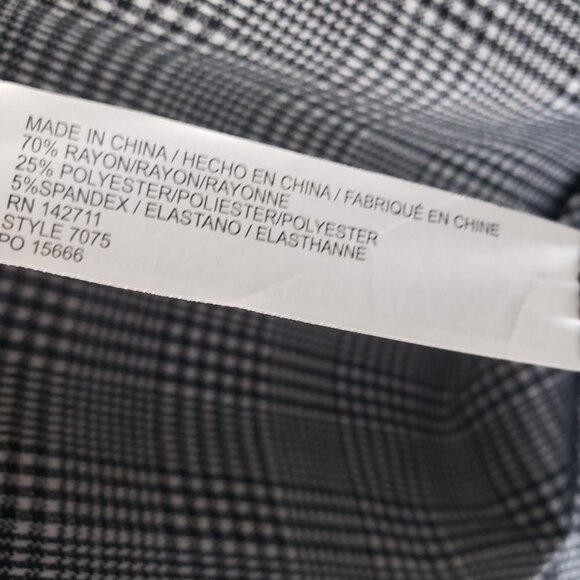 MADE IN CHINA / HECHO EN CHINA / FABRIQUÉ EN CHINE
70% RAYON/RAYON/RAYONNE
25% POLYESTER/POLIESTER/POLYESTER
5%SPANDEX / ELASTANO / ELASTHANNE
RN 142711
STYLE 7075
PO 15666